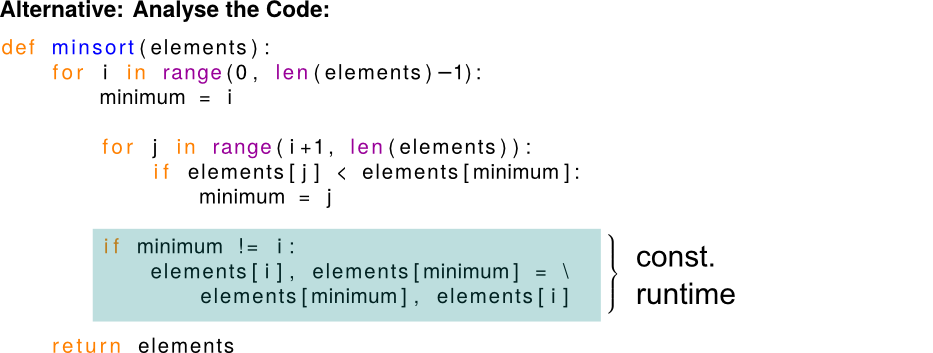 Alternative: Analyse the Code:
def minsort(elements):
    for i in range(0, len(elements)−1):
        minimum = i
        for j in range(i+1, len(elements)):
            if elements[j] < elements[minimum]:
                minimum = j
        if minimum != i:
            elements[i], elements[minimum] = \
                elements[minimum], elements[i]
const.
runtime
    return elements